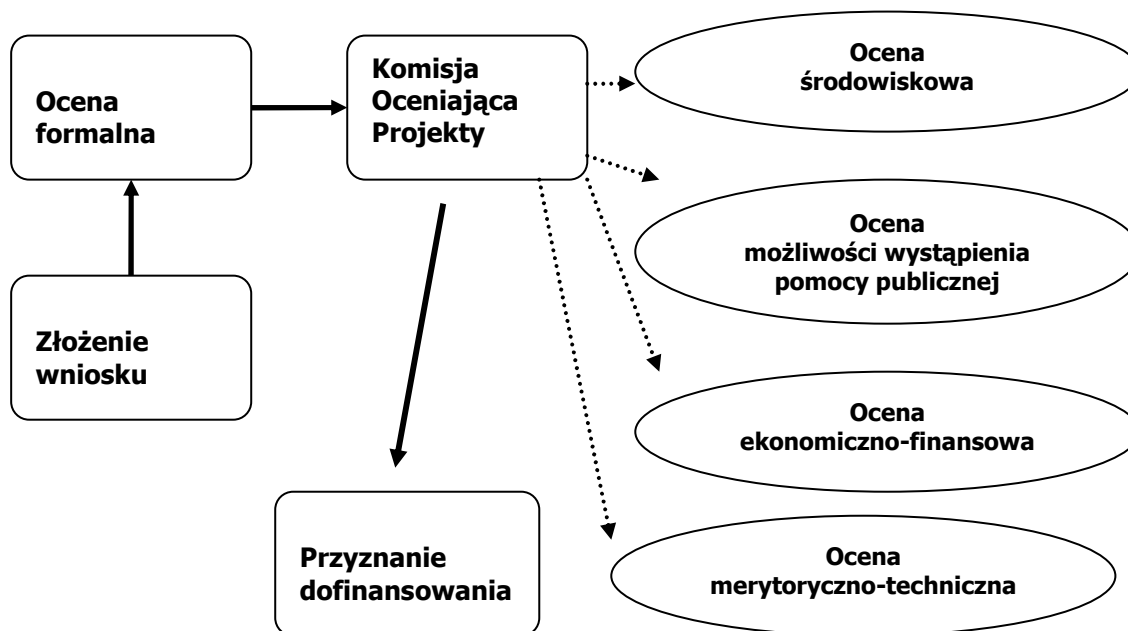 Ocena
formalna
Komisja
Oceniająca
Projekty
Ocena
środowiskowa
Ocena
możliwości wystąpienia
pomocy publicznej
Złożenie
wniosku
Ocena
ekonomiczno-finansowa
Przyznanie
dofinansowania
Ocena
merytoryczno-techniczna